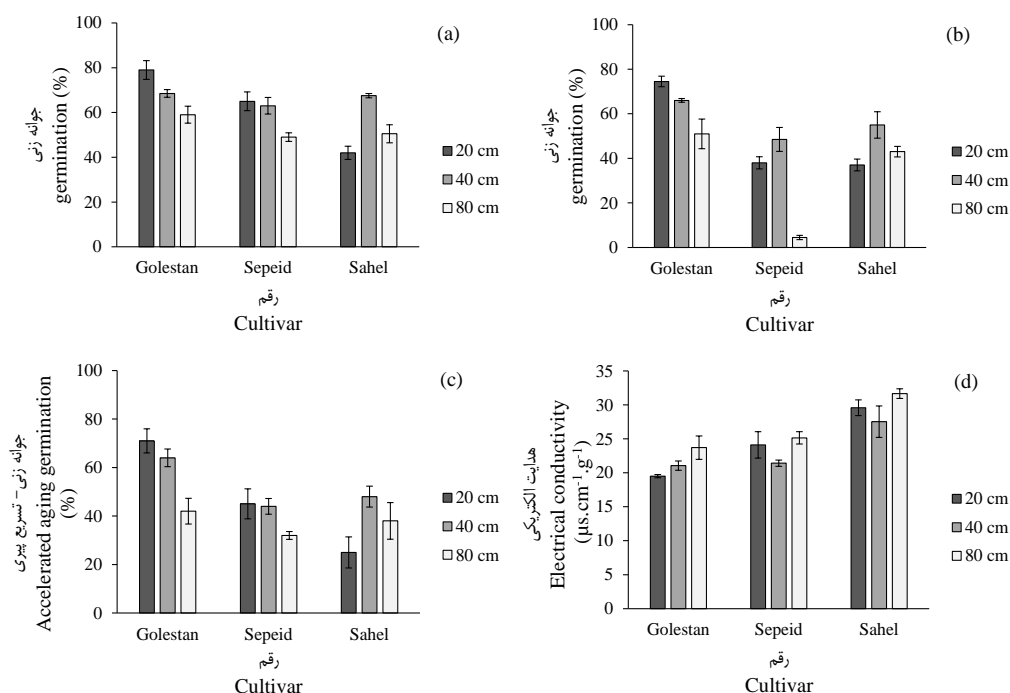 (a)
جوانه زنی
germination (%)
100
80
60
40
20
0
Golestan Sepeid Sahel
رقم
Cultivar
20 cm
40 cm
80 cm
(b)
جوانه زنی
germination (%)
100
80
60
40
20
0
Golestan Sepeid Sahel
رقم
Cultivar
20 cm
40 cm
80 cm
(c)
جوانه زنی - تسریع پیری
Accelerated aging germination
(%)
100
80
60
40
20
0
Golestan Sepeid Sahel
رقم
Cultivar
20 cm
40 cm
80 cm
(d)
هدایت الکتریکی
Electrical conductivity
(µs.cm⁻¹.g⁻¹)
35
30
25
20
15
10
5
0
Golestan Sepeid Sahel
رقم
Cultivar
20 cm
40 cm
80 cm